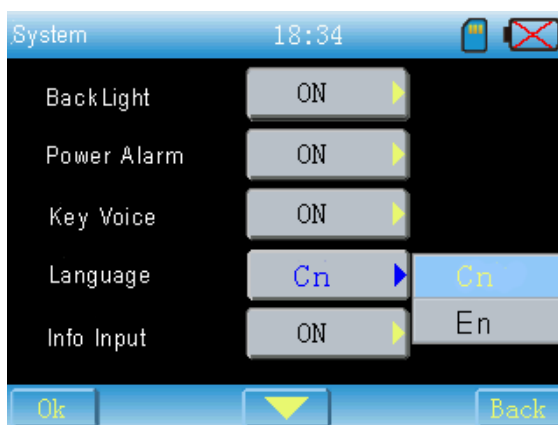 System 18:34
BackLight ON
Power Alarm ON
Key Voice ON
Language Cn Cn
En
Info Input ON
Ok Back